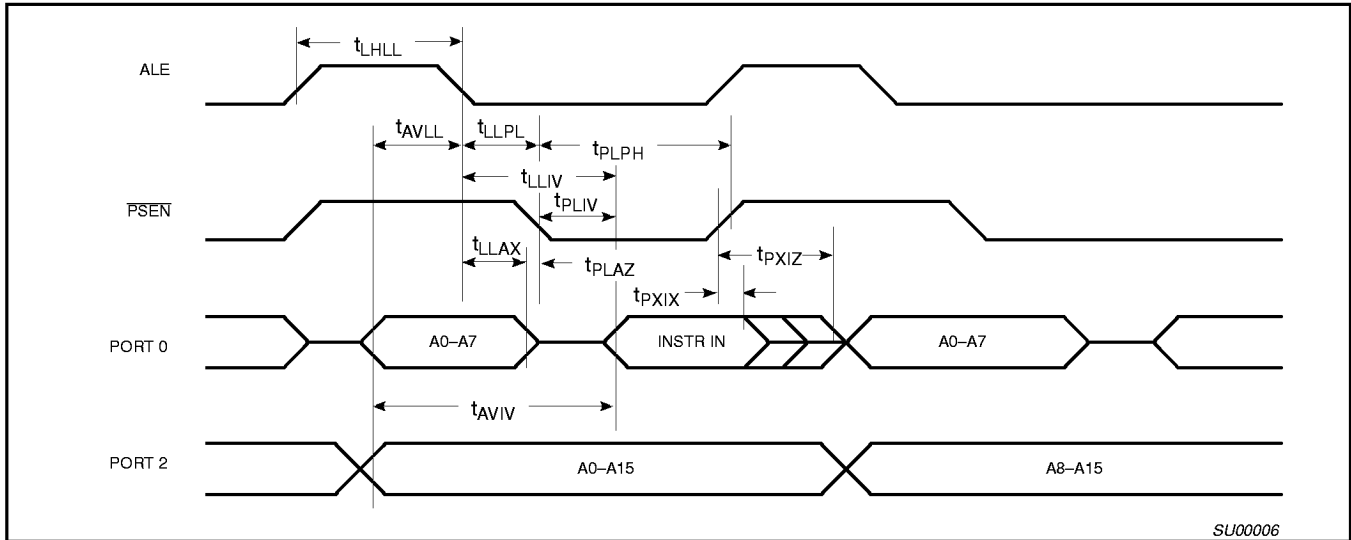 tLHLL
ALE
tAVLL
tLLPL
tPLPH
tLLIV
PSEN
tPLIV
tLLAX
tPLAZ
tPXIZ
tPXIX
PORT 0
A0–A7
INSTR IN
A0–A7
tAVIV
PORT 2
A0–A15
A8–A15
SU00006